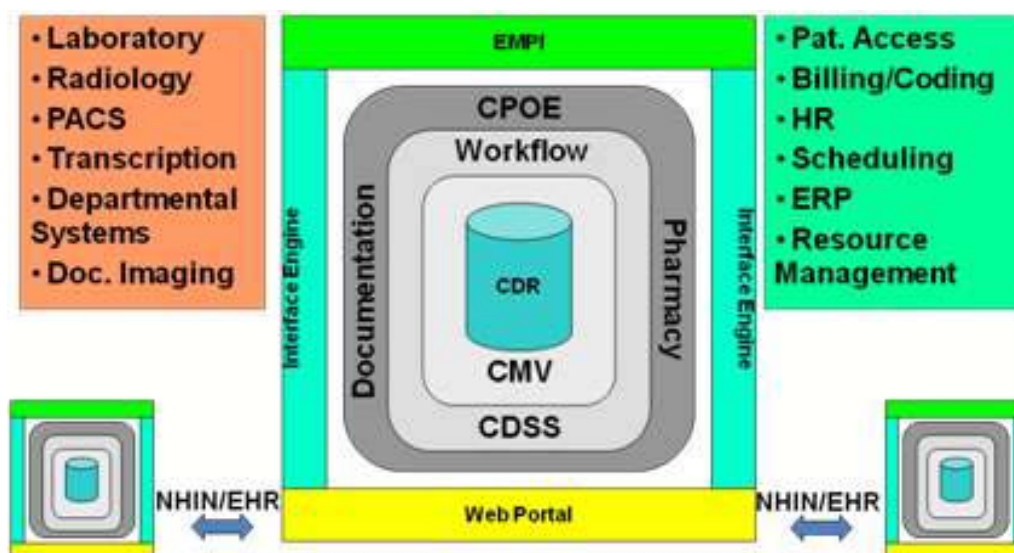 • Laboratory
• Radiology
• PACS
• Transcription
• Departmental
Systems
• Doc. Imaging
EMPI
Interface Engine
CPOE
Workflow
Documentation
CDR
CMV
CDSS
Pharmacy
Interface Engine
Web Portal
• Pat. Access
• Billing/Coding
• HR
• Scheduling
• ERP
• Resource
Management
NHIN/EHR
NHIN/EHR